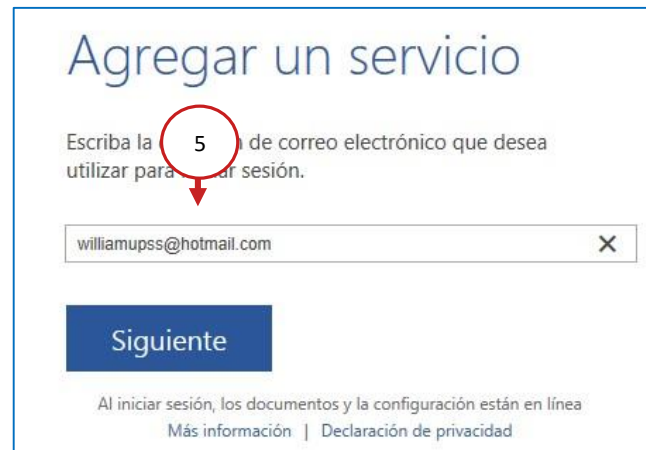 Agregar un servicio
Escriba la 5 n de correo electrónico que desea
utilizar para ar sesión.
williamupss@hotmail.com
Siguiente
Al iniciar sesión, los documentos y la configuración están en línea
Más información | Declaración de privacidad